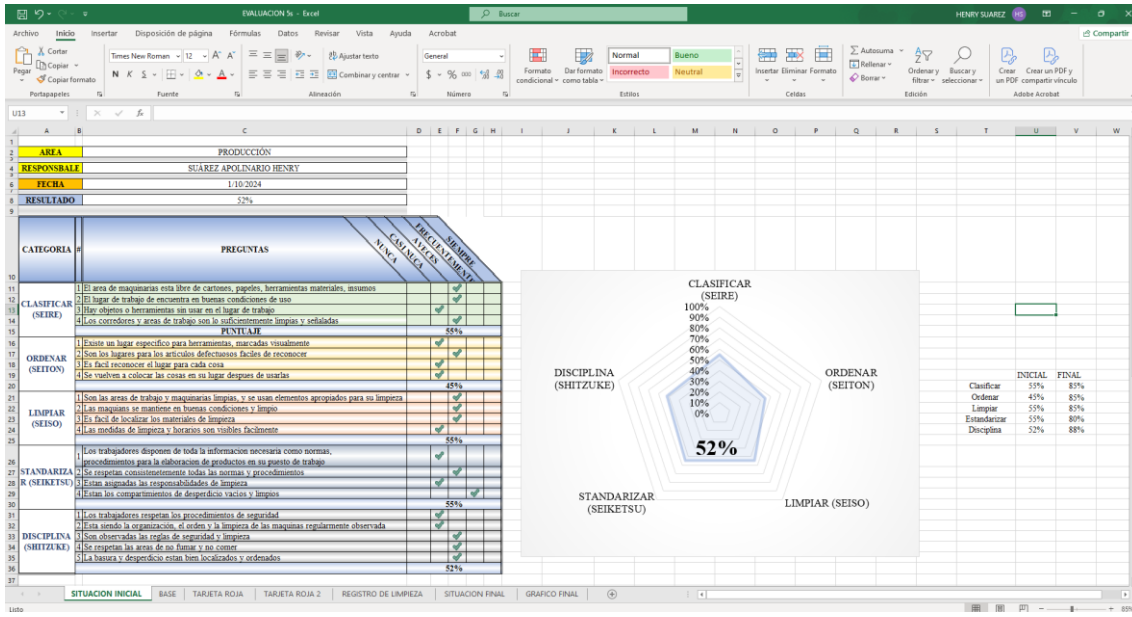 EVALUACION 5s - Excel
Buscar
HENRY SUAREZ HS
Archivo Inicio Insertar Disposición de página Fórmulas Datos Revisar Vista Ayuda Acrobat
Compartir
Pegar
Cortar
Copiar
Copiar formato
Portapapeles
Times New Roman 12 A A
N K S
Fuente
Ajustar texto
Combinar y centrar
Alineación
General
$ % 000
Número
Formato condicional
Dar formato como tabla
Normal Bueno
Incorrecto Neutral
Estilos
Insertar Eliminar Formato
Celdas
Autosuma
Rellenar
Borrar
Ordenar y filtrar
Buscar y seleccionar
Edición
Crear un PDF
Crear un PDF y compartir vínculo
Adobe Acrobat
U13 fx
A B C D E F G H I J K L M N O P Q R S T U V W
AREA PRODUCCIÓN
RESPONSBALE SUÁREZ APOLINARIO HENRY
FECHA 1/10/2024
RESULTADO 52%
CATEGORIA # PREGUNTAS NUNCA CASI NUCA AVECES FRECUENTEMENTE SIEMPRE
CLASIFICAR (SEIRE)
1 El area de maquinarias esta libre de cartones, papeles, herramientas materiales, insumos
2 El lugar de trabajo de encuentra en buenas condiciones de uso
3 Hay objetos o herramientas sin usar en el lugar de trabajo
4 Los corredores y areas de trabajo son lo suficientemente limpias y señaladas
PUNTUAJE 55%
ORDENAR (SEITON)
1 Existe un lugar especifico para herramientas, marcadas visualmente
2 Son los lugares para los articulos defectuosos faciles de reconocer
3 Es facil reconocer el lugar para cada cosa
4 Se vuelven a colocar las cosas en su lugar despues de usarlas
45%
LIMPIAR (SEISO)
1 Son las areas de trabajo y maquinarias limpias, y se usan elementos apropiados para su limpieza
2 Las maquians se mantiene en buenas condiciones y limpio
3 Es facil de localizar los materiales de limpieza
4 Las medidas de limpieza y horarios son visibles facilmente
55%
STANDARIZA
R (SEIKETSU)
1 Los trabajadores disponen de toda la informacion necesaria como normas,
procedimientos para la elaboracion de productos en su puesto de trabajo
2 Se respetan consistenetemente todas las normas y procedimientos
3 Estan asignadas las responsabilidades de limpieza
4 Estan los compartimientos de desperdicio vacios y limpios
55%
DISCIPLINA (SHITZUKE)
1 Los trabajadores respetan los procedimientos de seguridad
2 Esta siendo la organización, el orden y la limpieza de las maquinas regularmente observada
3 Son observadas las reglas de seguridad y limpieza
4 Se respetan las areas de no fumar y no comer
5 La basura y desperdicio estan bien localizados y ordenados
52%
CLASIFICAR
(SEIRE)
100%
90%
80%
70%
60%
50%
40%
30%
20%
10%
0%
DISCIPLINA
(SHITZUKE)
ORDENAR
(SEITON)
52%
STANDARIZAR
(SEIKETSU)
LIMPIAR (SEISO)
INICIAL FINAL
Clasificar 55% 85%
Ordenar 45% 85%
Limpiar 55% 85%
Estandarizar 55% 80%
Disciplina 52% 88%
SITUACION INICIAL BASE TARJETA ROJA TARJETA ROJA 2 REGISTRO DE LIMPIEZA SITUACION FINAL GRAFICO FINAL
Listo
85%